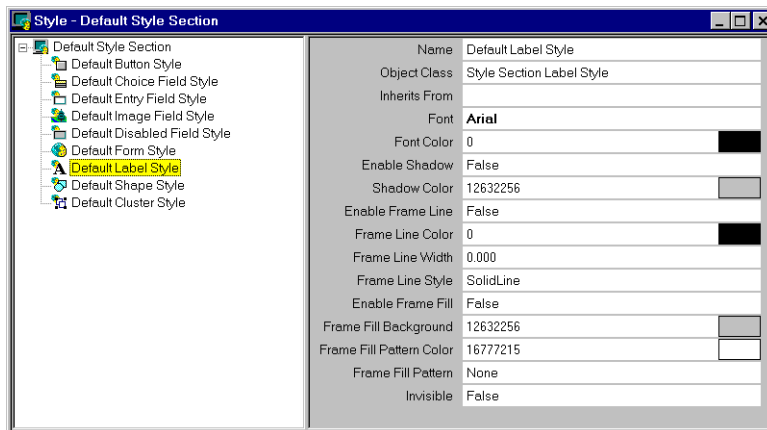 Style - Default Style Section
Default Style Section
Default Button Style
Default Choice Field Style
Default Entry Field Style
Default Image Field Style
Default Disabled Field Style
Default Form Style
Default Label Style
Default Shape Style
Default Cluster Style
Name Default Label Style
Object Class Style Section Label Style
Inherits From
Font Arial
Font Color 0
Enable Shadow False
Shadow Color 12632256
Enable Frame Line False
Frame Line Color 0
Frame Line Width 0.000
Frame Line Style SolidLine
Enable Frame Fill False
Frame Fill Background 12632256
Frame Fill Pattern Color 16777215
Frame Fill Pattern None
Invisible False